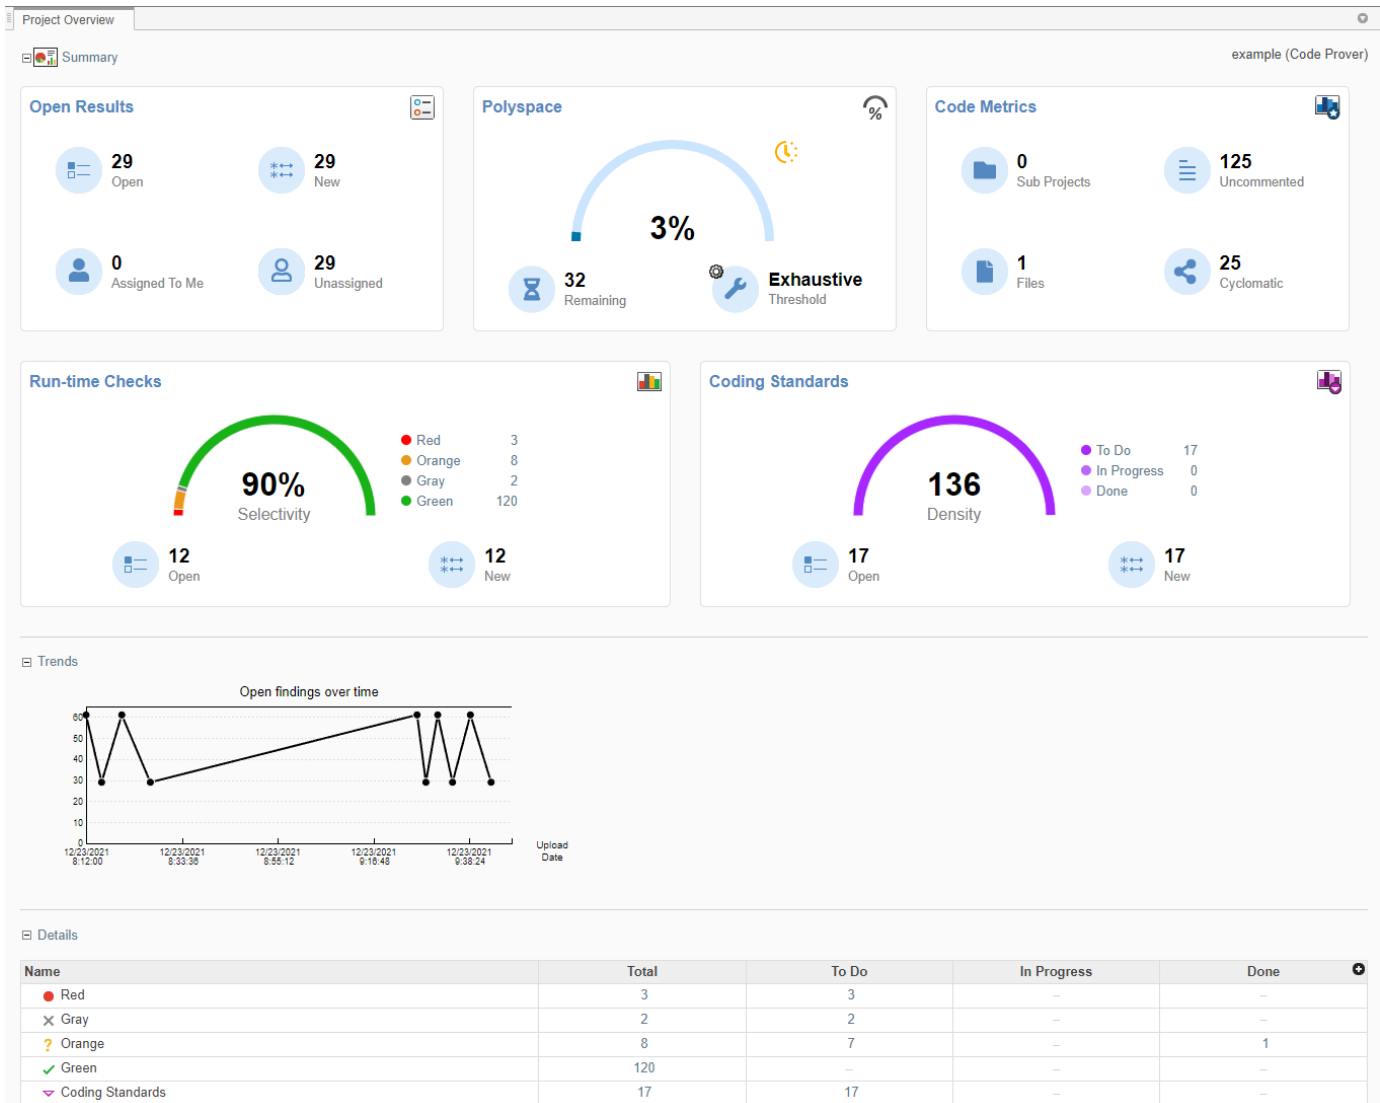 Project Overview
Summary
example (Code Prover)
Open Results
29
Open
29
New
0
Assigned To Me
29
Unassigned
Polyspace
%
3%
32
Remaining
Exhaustive
Threshold
Code Metrics
0
Sub Projects
125
Uncommented
1
Files
25
Cyclomatic
Run-time Checks
90%
Selectivity
Red 3
Orange 8
Gray 2
Green 120
12
Open
12
New
Coding Standards
136
Density
To Do 17
In Progress 0
Done 0
17
Open
17
New
Trends
Open findings over time
60
50
40
30
20
10
0
12/23/2021 12/23/2021 12/23/2021 12/23/2021 12/23/2021
8:12:00 8:33:36 8:55:12 9:16:48 9:38:24
Upload
Date
Details
Name Total To Do In Progress Done
Red 3 3 – –
Gray 2 2 – –
? Orange 8 7 – 1
Green 120 – – –
Coding Standards 17 17 – –